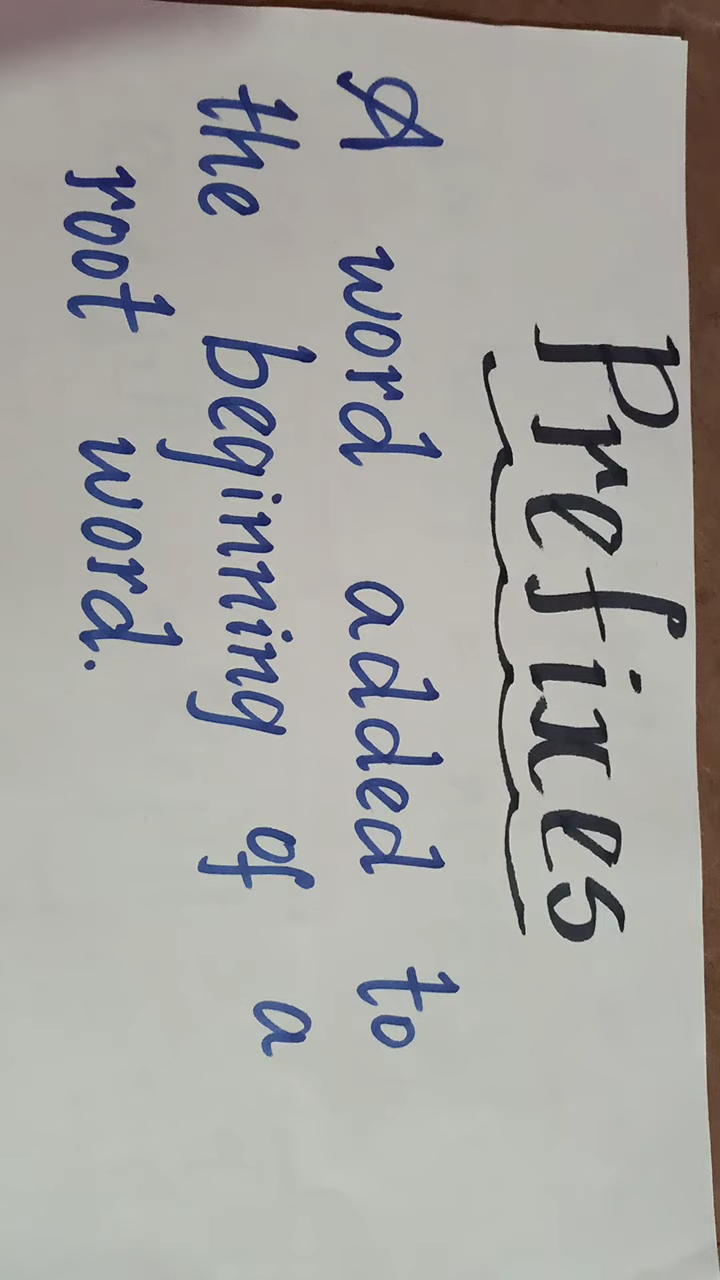 Prefixes
A word added to
the beginning of a
root word.